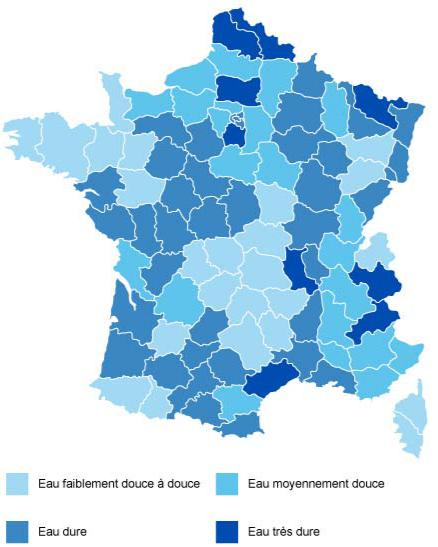 Eau faiblement douce à douce
Eau moyennement douce
Eau dure
Eau très dure